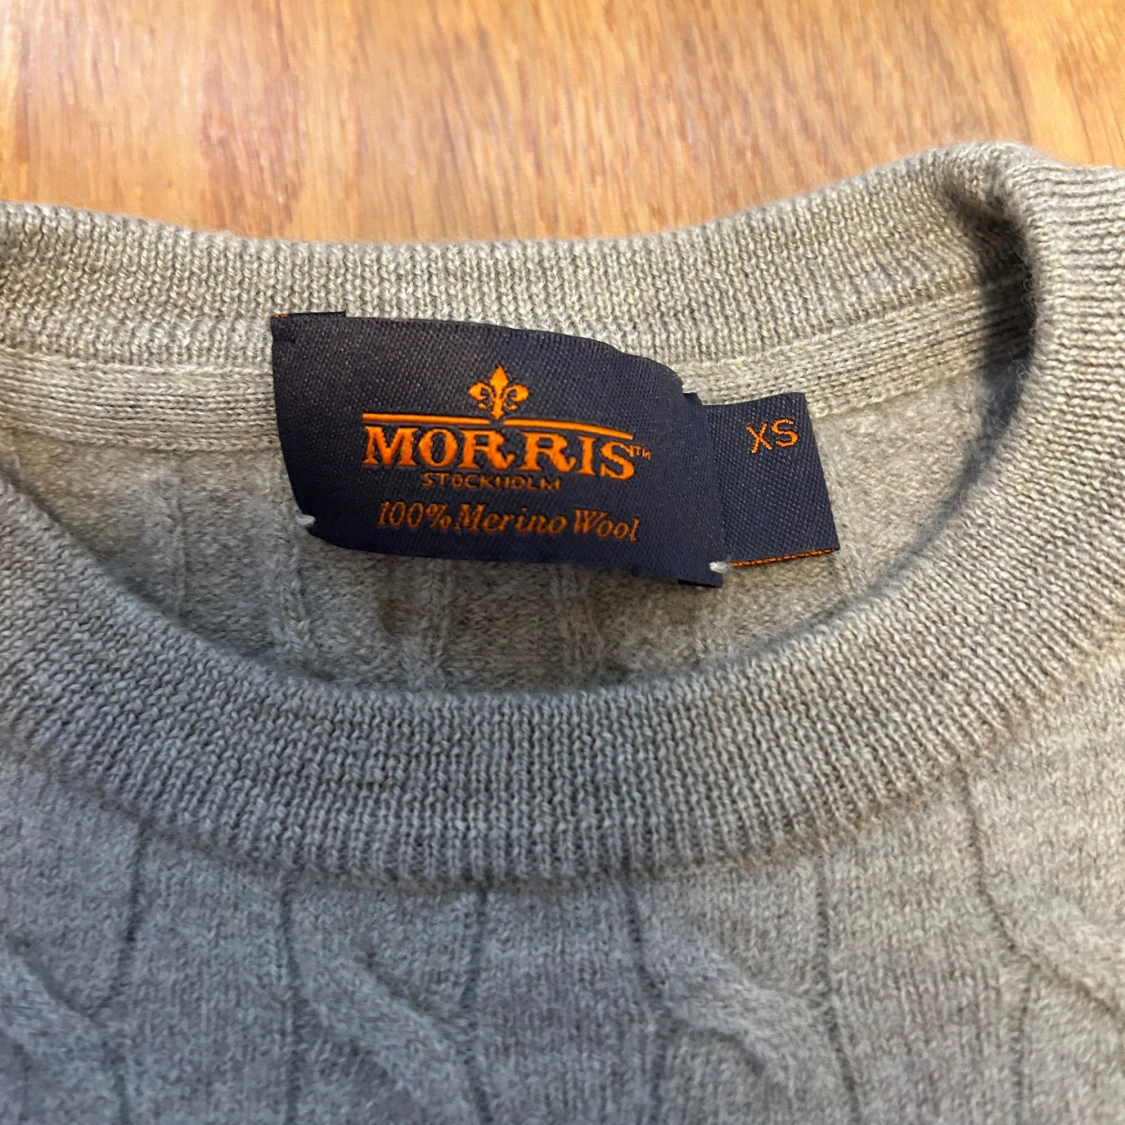 MORRIS™
STOCKHOLM
100% Merino Wool
XS